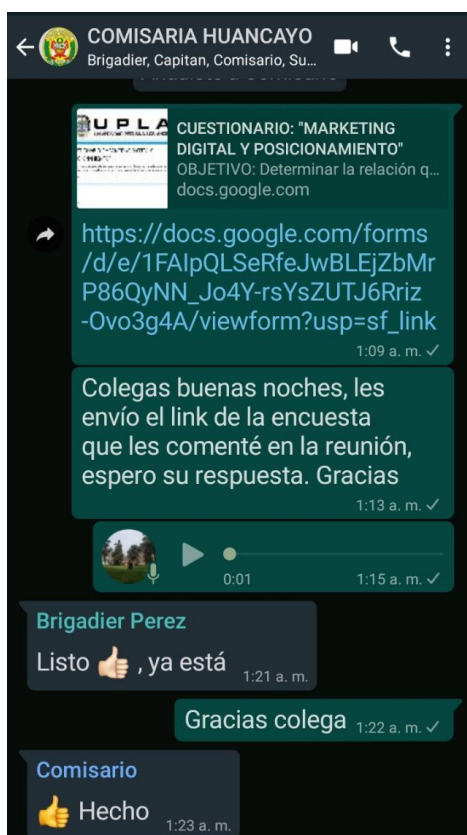 COMISARIA HUANCAYO
Brigadier, Capitan, Comisario, Su...
UPLA
CUESTIONARIO: "MARKETING
DIGITAL Y POSICIONAMIENTO"
OBJETIVO: Determinar la relación q...
docs.google.com
https://docs.google.com/forms
/d/e/1FAIpQLSeRfeJwBLEjZbMr
P86QyNN_Jo4Y-rsYsZUTJ6Rriz
-Ovo3g4A/viewform?usp=sf_link
1:09 a. m.
Colegas buenas noches, les
envío el link de la encuesta
que les comenté en la reunión,
espero su respuesta. Gracias
1:13 a. m.
0:01 1:15 a. m.
Brigadier Perez
Listo 👍🏻 , ya está
1:21 a. m.
Gracias colega 1:22 a. m.
Comisario
👍 Hecho
1:23 a. m.